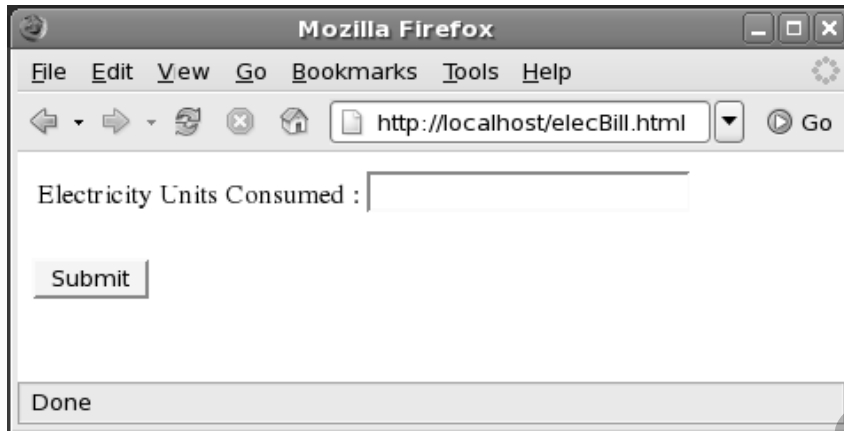 Mozilla Firefox
File Edit View Go Bookmarks Tools Help
http://localhost/elecBill.html Go
Electricity Units Consumed :
Submit
Done